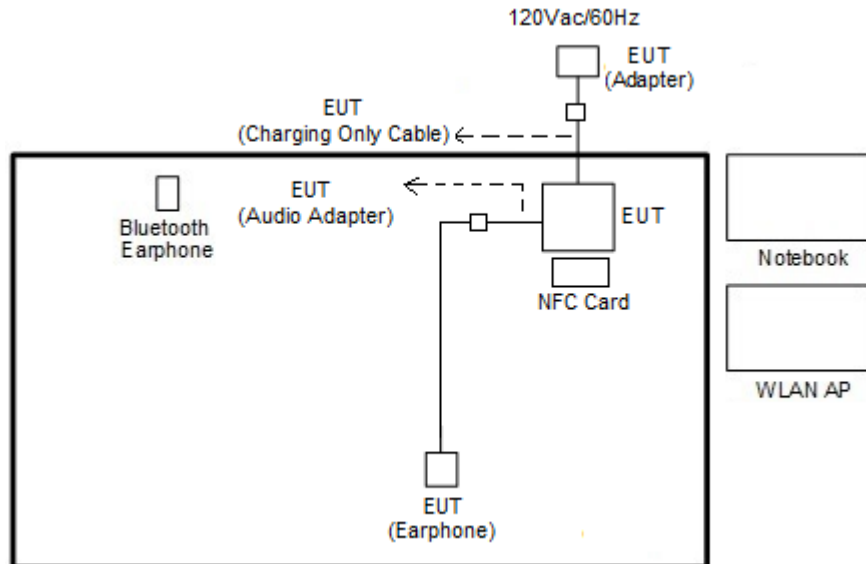 120Vac/60Hz
EUT
(Adapter)
EUT
(Charging Only Cable)
EUT
(Audio Adapter)
Bluetooth
Earphone
EUT
NFC Card
Notebook
WLAN AP
EUT
(Earphone)